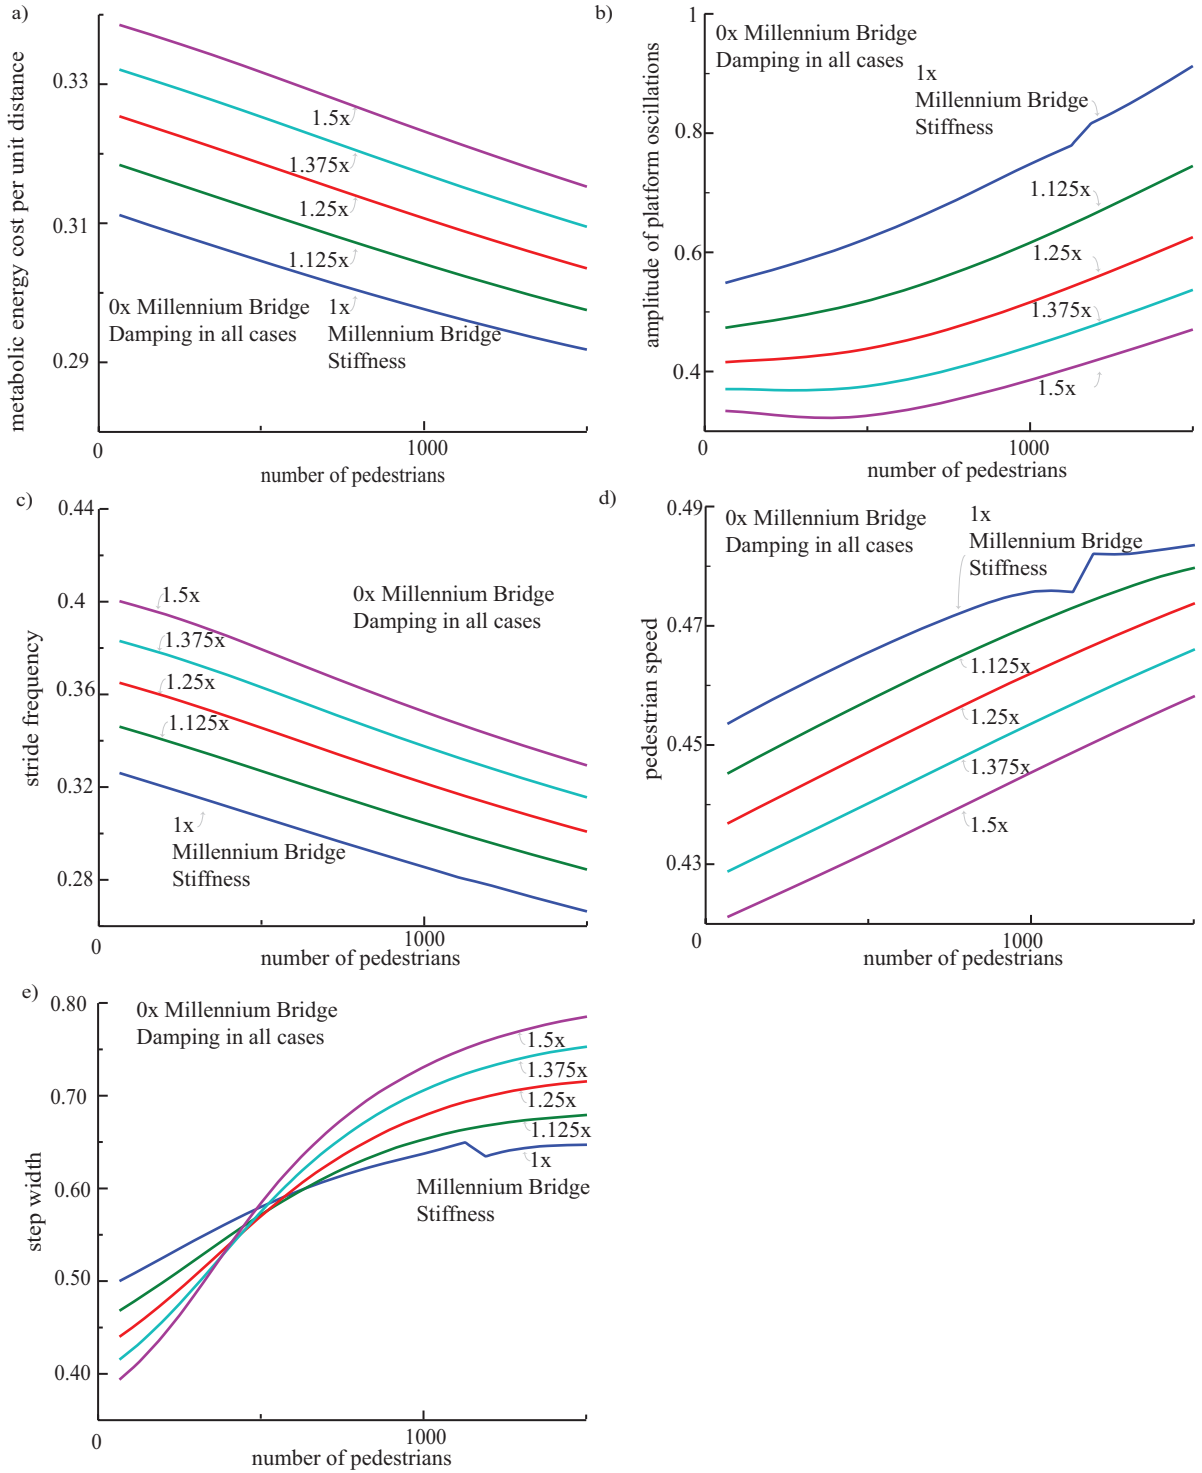 a)
metabolic energy cost per unit distance
0.33
0.31
0.29
1.5x
1.375x
1.25x
1.125x
0x Millennium Bridge
Damping in all cases
1x
Millennium Bridge
Stiffness
0
1000
number of pedestrians
b)
amplitude of platform oscillations
1
0.8
0.6
0.4
0x Millennium Bridge
Damping in all cases
1x
Millennium Bridge
Stiffness
1.125x
1.25x
1.375x
1.5x
0
1000
number of pedestrians
c)
stride frequency
0.44
0.4
0.36
0.32
0.28
1.5x
1.375x
1.25x
1.125x
0x Millennium Bridge
Damping in all cases
1x
Millennium Bridge
Stiffness
0
1000
number of pedestrians
d)
pedestrian speed
0.49
0.47
0.45
0.43
0x Millennium Bridge
Damping in all cases
1x
Millennium Bridge
Stiffness
1.125x
1.25x
1.375x
1.5x
0
1000
number of pedestrians
e)
step width
0.80
0.70
0.60
0.50
0.40
0x Millennium Bridge
Damping in all cases
1.5x
1.375x
1.25x
1.125x
1x
Millennium Bridge
Stiffness
0
1000
number of pedestrians